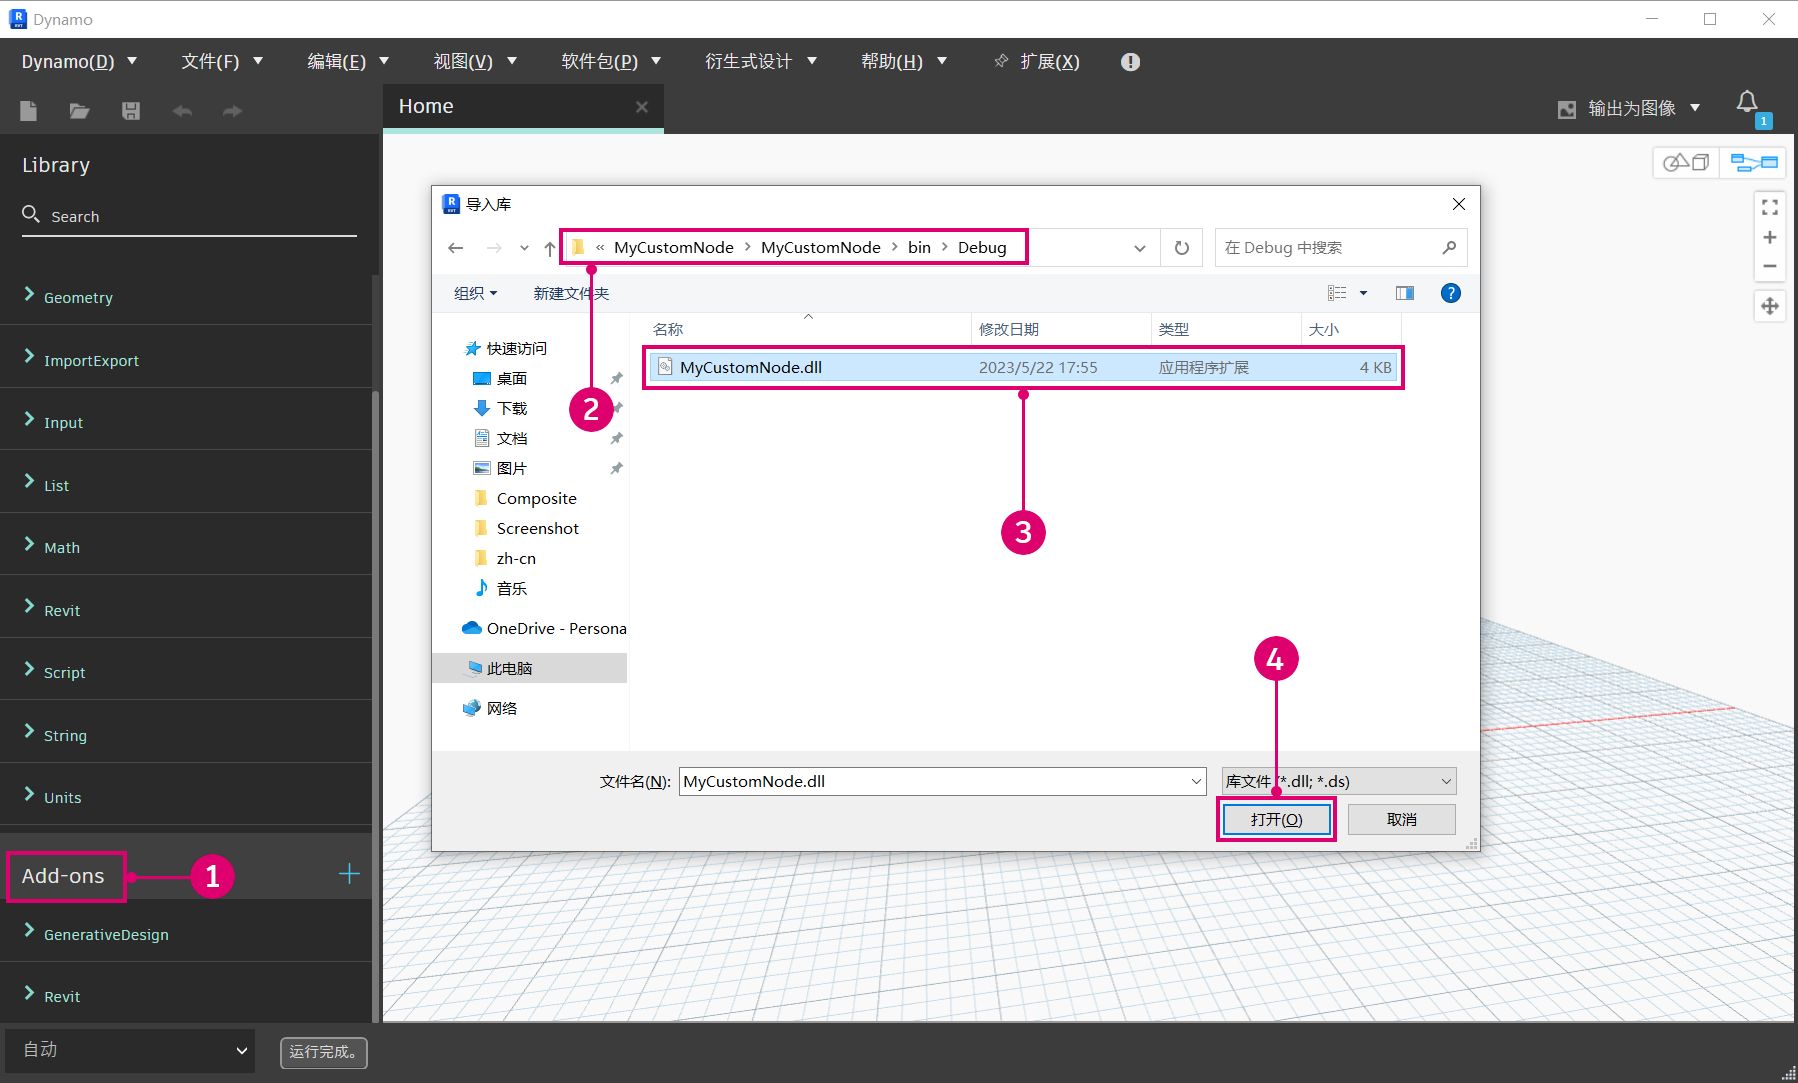 Dynamo
Dynamo(D) 文件(F) 编辑(E) 视图(V) 软件包(P) 衍生式设计 帮助(H) 扩展(X)
Home
输出为图像
1
Library
Search
Geometry
ImportExport
Input
List
Math
Revit
Script
String
Units
Add-ons
1
GenerativeDesign
Revit
自动
运行完成。
导入库
« MyCustomNode > MyCustomNode > bin > Debug
在 Debug 中搜索
组织 新建文件夹
名称 修改日期 类型 大小
MyCustomNode.dll 2023/5/22 17:55 应用程序扩展 4 KB
快速访问
桌面
下载
文档
图片
Composite
Screenshot
zh-cn
音乐
OneDrive - Persona
此电脑
网络
2
3
4
文件名(N): MyCustomNode.dll
库文件 (*.dll; *.ds)
打开(O) 取消